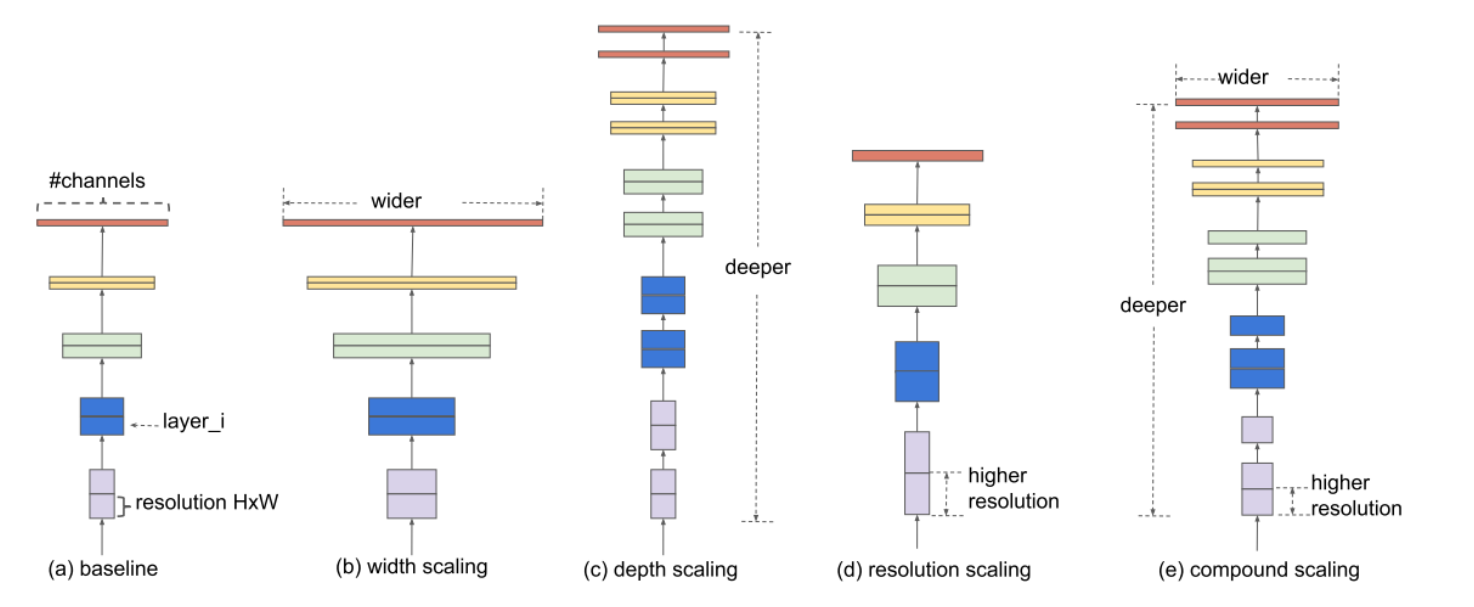 #channels
layer_i
resolution HxW
(a) baseline
wider
(b) width scaling
deeper
(c) depth scaling
higher
resolution
(d) resolution scaling
wider
deeper
higher
resolution
(e) compound scaling